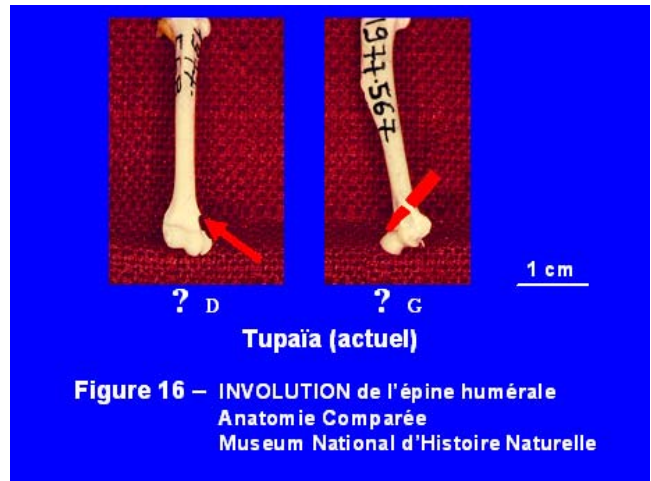 1977-567
1 cm
? D
? G
Tupaïa (actuel)
Figure 16 – INVOLUTION de l'épine humérale
Anatomie Comparée
Museum National d'Histoire Naturelle